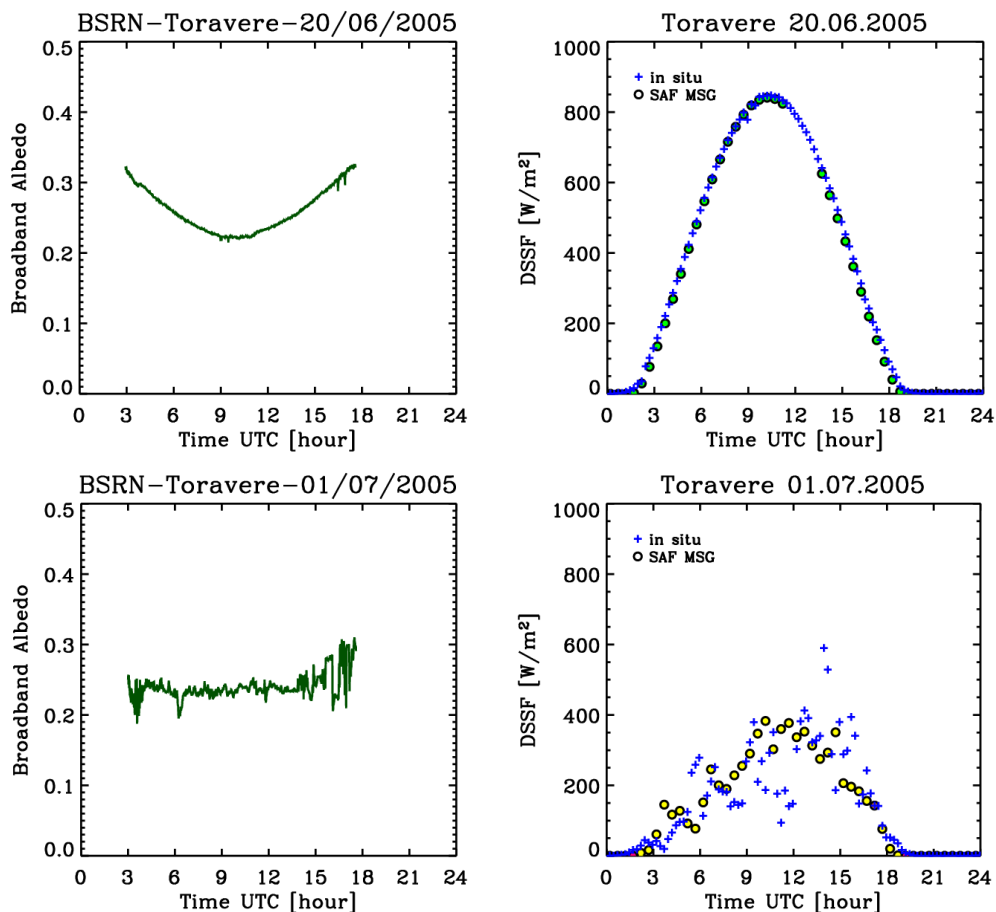 BSRN-Toravere-20/06/2005
0.5
0.4
0.3
0.2
0.1
0.0
Broadband Albedo
0 3 6 9 12 15 18 21 24
Time UTC [hour]
Toravere 20.06.2005
1000
800
600
400
200
0
DSSF [W/m²]
in situ
SAF MSG
0 3 6 9 12 15 18 21 24
Time UTC [hour]
BSRN-Toravere-01/07/2005
0.5
0.4
0.3
0.2
0.1
0.0
Broadband Albedo
0 3 6 9 12 15 18 21 24
Time UTC [hour]
Toravere 01.07.2005
1000
800
600
400
200
0
DSSF [W/m²]
in situ
SAF MSG
0 3 6 9 12 15 18 21 24
Time UTC [hour]